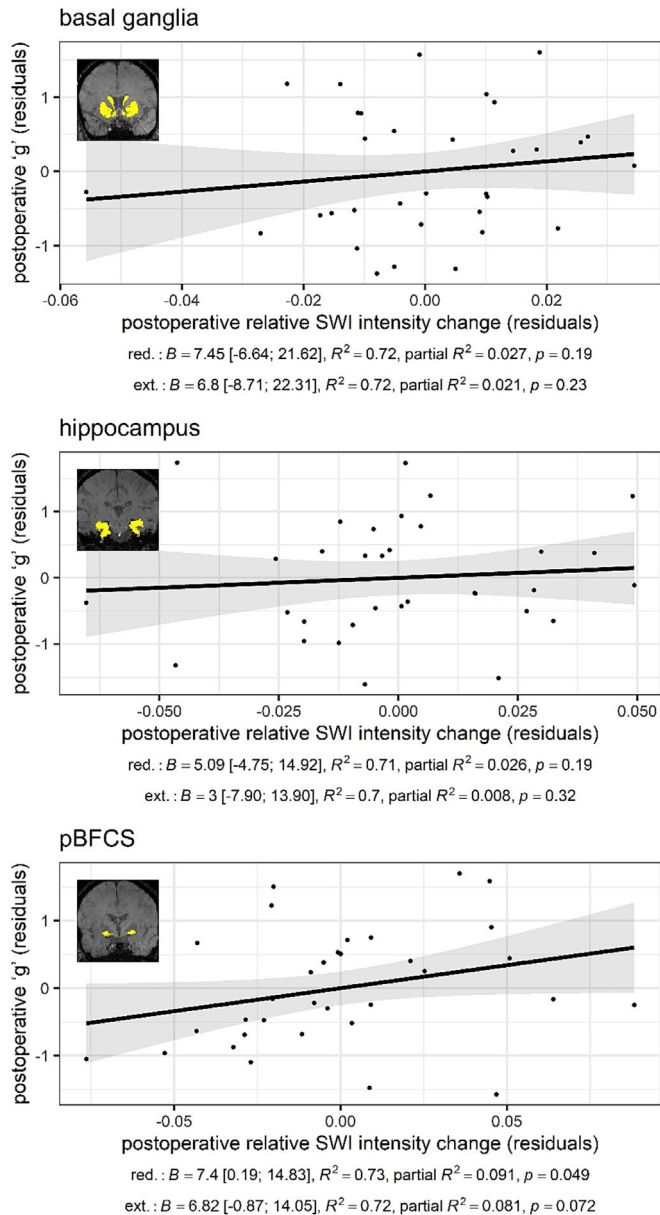 basal ganglia
postoperative 'g' (residuals)
1
0
-1
-0.06 -0.04 -0.02 0.00 0.02
postoperative relative SWI intensity change (residuals)
red. : B = 7.45 [-6.64; 21.62], R² = 0.72, partial R² = 0.027, p = 0.19
ext. : B = 6.8 [-8.71; 22.31], R² = 0.72, partial R² = 0.021, p = 0.23
hippocampus
postoperative 'g' (residuals)
1
0
-1
-0.050 -0.025 0.000 0.025 0.050
postoperative relative SWI intensity change (residuals)
red. : B = 5.09 [-4.75; 14.92], R² = 0.71, partial R² = 0.026, p = 0.19
ext. : B = 3 [-7.90; 13.90], R² = 0.7, partial R² = 0.008, p = 0.32
pBFCS
postoperative 'g' (residuals)
1
0
-1
-0.05 0.00 0.05
postoperative relative SWI intensity change (residuals)
red. : B = 7.4 [0.19; 14.83], R² = 0.73, partial R² = 0.091, p = 0.049
ext. : B = 6.82 [-0.87; 14.05], R² = 0.72, partial R² = 0.081, p = 0.072